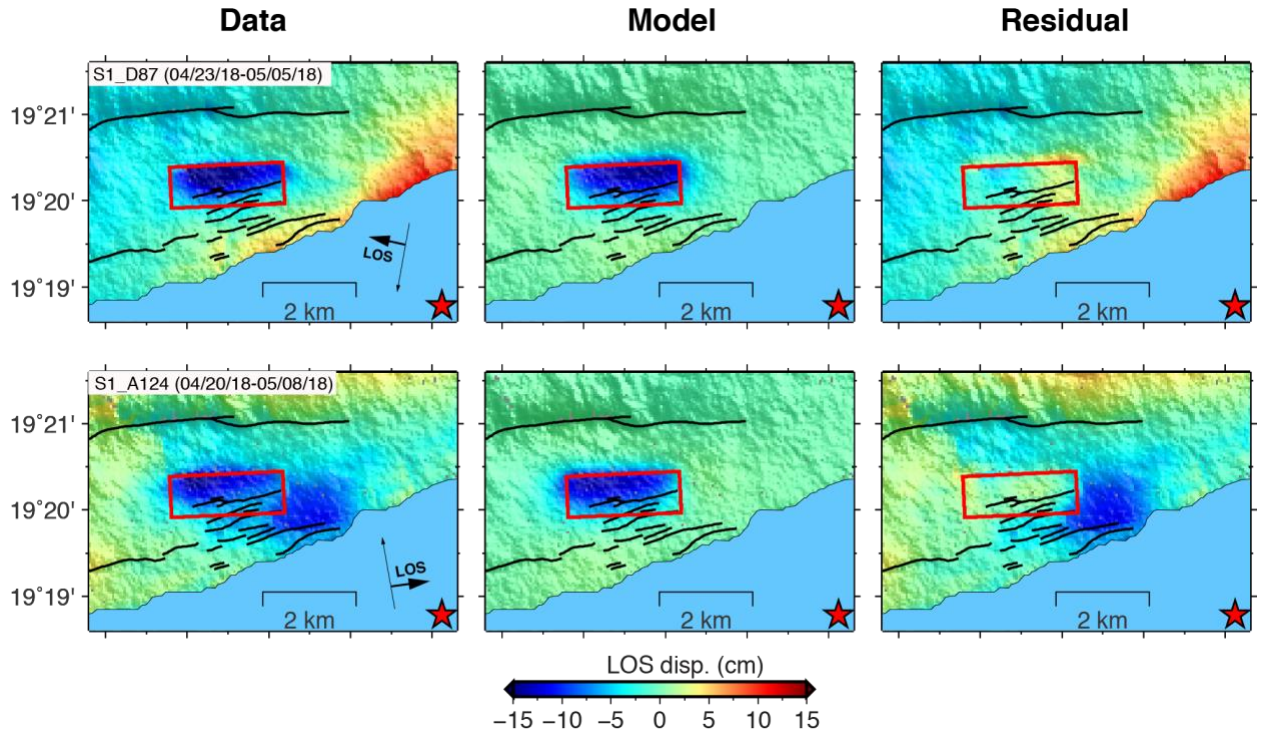 Data Model Residual
S1_D87 (04/23/18-05/05/18)
19˚21'
19˚20'
19˚19'
LOS
2 km 2 km 2 km
S1_A124 (04/20/18-05/08/18)
19˚21'
19˚20'
19˚19'
LOS
2 km 2 km 2 km
LOS disp. (cm)
−15 −10 −5 0 5 10 15